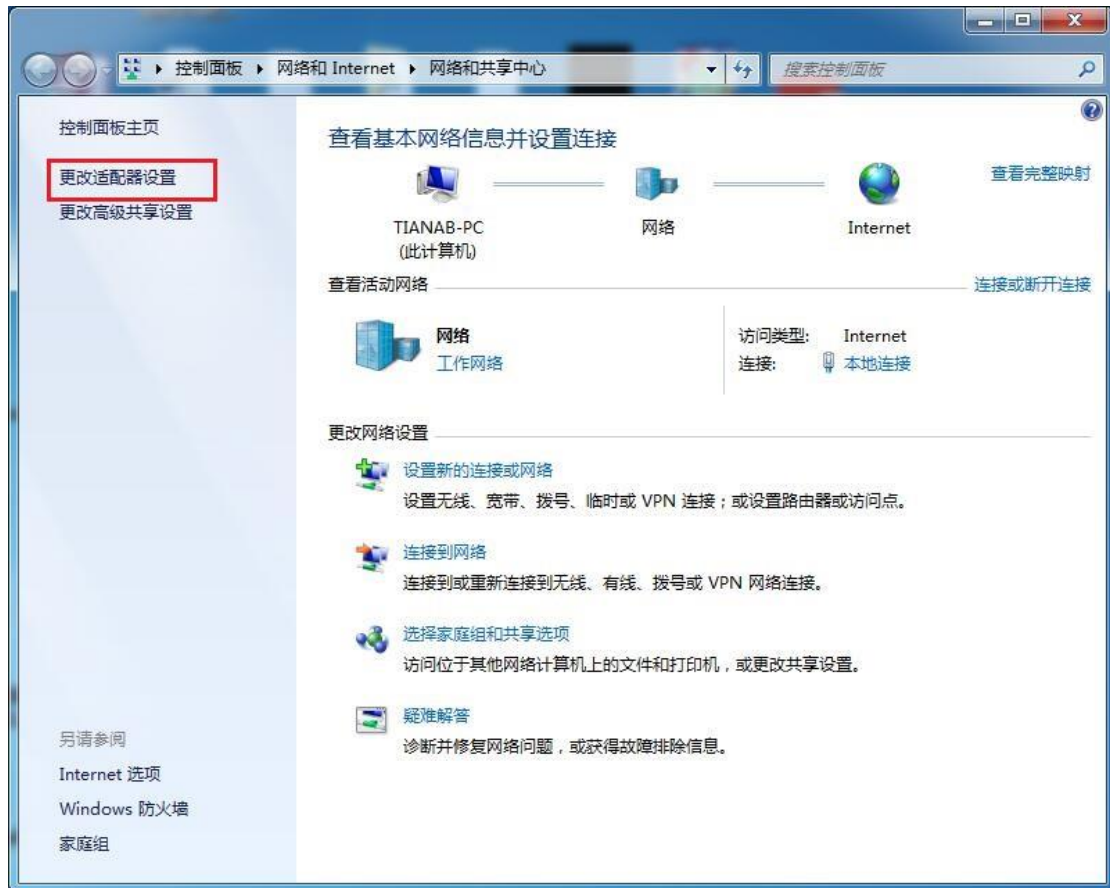 控制面板 ▸ 网络和 Internet ▸ 网络和共享中心
搜索控制面板
控制面板主页
更改适配器设置
更改高级共享设置
查看基本网络信息并设置连接
查看完整映射
TIANAB-PC
(此计算机)
网络
Internet
查看活动网络
连接或断开连接
网络
工作网络
访问类型: Internet
连接: 本地连接
更改网络设置
设置新的连接或网络
设置无线、宽带、拨号、临时或 VPN 连接；或设置路由器或访问点。
连接到网络
连接到或重新连接到无线、有线、拨号或 VPN 网络连接。
选择家庭组和共享选项
访问位于其他网络计算机上的文件和打印机，或更改共享设置。
疑难解答
诊断并修复网络问题，或获得故障排除信息。
另请参阅
Internet 选项
Windows 防火墙
家庭组